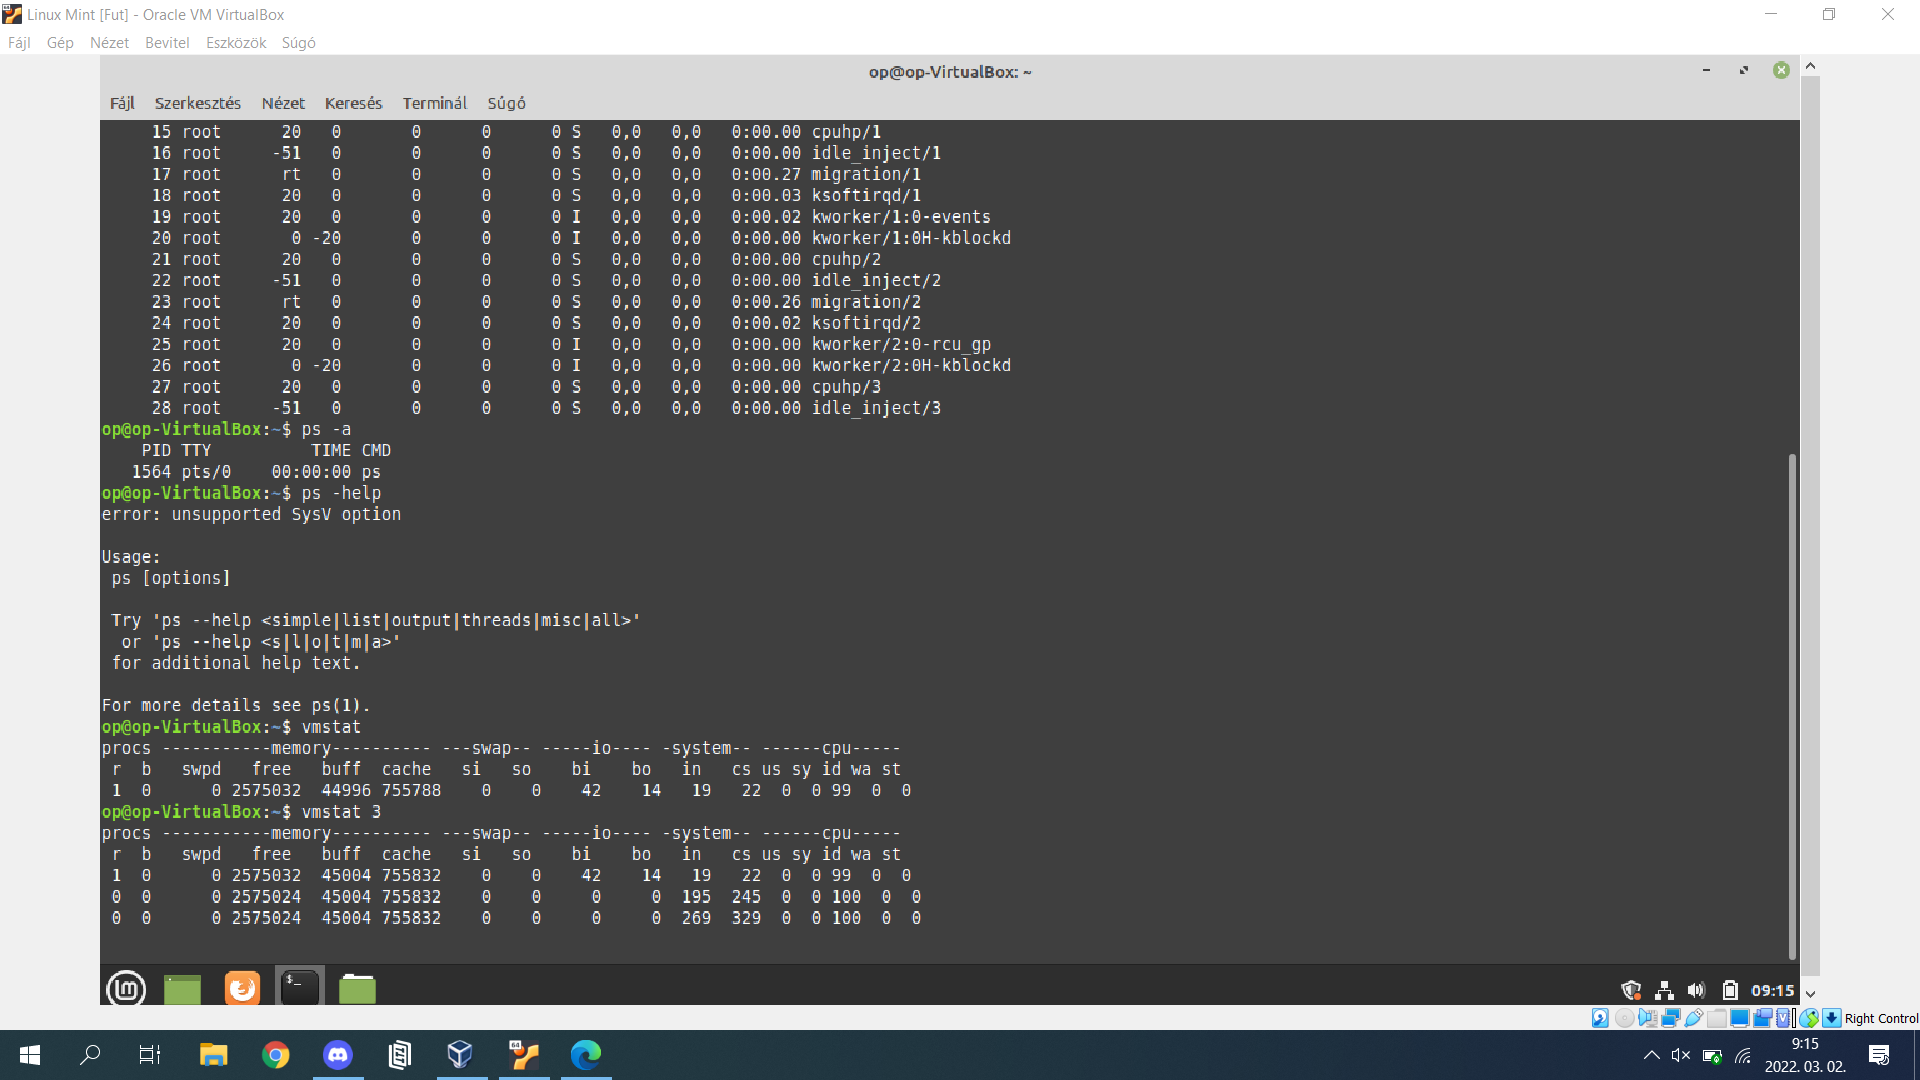 Linux Mint [Fut] - Oracle VM VirtualBox
Fájl Gép Nézet Bevitel Eszközök Súgó
op@op-VirtualBox: ~
Fájl Szerkesztés Nézet Keresés Terminál Súgó
15 root 20 0 0 0 0 S 0,0 0,0 0:00.00 cpuhp/1
16 root -51 0 0 0 0 S 0,0 0,0 0:00.00 idle_inject/1
17 root rt 0 0 0 0 S 0,0 0,0 0:00.27 migration/1
18 root 20 0 0 0 0 S 0,0 0,0 0:00.03 ksoftirqd/1
19 root 20 0 0 0 0 I 0,0 0,0 0:00.02 kworker/1:0-events
20 root 0 -20 0 0 0 I 0,0 0,0 0:00.00 kworker/1:0H-kblockd
21 root 20 0 0 0 0 S 0,0 0,0 0:00.00 cpuhp/2
22 root -51 0 0 0 0 S 0,0 0,0 0:00.00 idle_inject/2
23 root rt 0 0 0 0 S 0,0 0,0 0:00.26 migration/2
24 root 20 0 0 0 0 S 0,0 0,0 0:00.02 ksoftirqd/2
25 root 20 0 0 0 0 I 0,0 0,0 0:00.00 kworker/2:0-rcu_gp
26 root 0 -20 0 0 0 I 0,0 0,0 0:00.00 kworker/2:0H-kblockd
27 root 20 0 0 0 0 S 0,0 0,0 0:00.00 cpuhp/3
28 root -51 0 0 0 0 S 0,0 0,0 0:00.00 idle_inject/3
op@op-VirtualBox:~$ ps -a
PID TTY TIME CMD
1564 pts/0 00:00:00 ps
op@op-VirtualBox:~$ ps -help
error: unsupported SysV option
Usage:
ps [options]
Try 'ps --help <simple|list|output|threads|misc|all>'
or 'ps --help <s|l|o|t|m|a>'
for additional help text.
For more details see ps(1).
op@op-VirtualBox:~$ vmstat
procs -----------memory---------- ---swap-- -----io---- -system-- ------cpu-----
r b swpd free buff cache si so bi bo in cs us sy id wa st
1 0 0 2575032 44996 755788 0 0 42 14 19 22 0 0 99 0 0
op@op-VirtualBox:~$ vmstat 3
procs -----------memory---------- ---swap-- -----io---- -system-- ------cpu-----
r b swpd free buff cache si so bi bo in cs us sy id wa st
1 0 0 2575032 45004 755832 0 0 42 14 19 22 0 0 99 0 0
0 0 0 2575024 45004 755832 0 0 0 0 195 245 0 0 100 0 0
0 0 0 2575024 45004 755832 0 0 0 0 269 329 0 0 100 0 0
09:15
Right Control
9:15
2022. 03. 02.